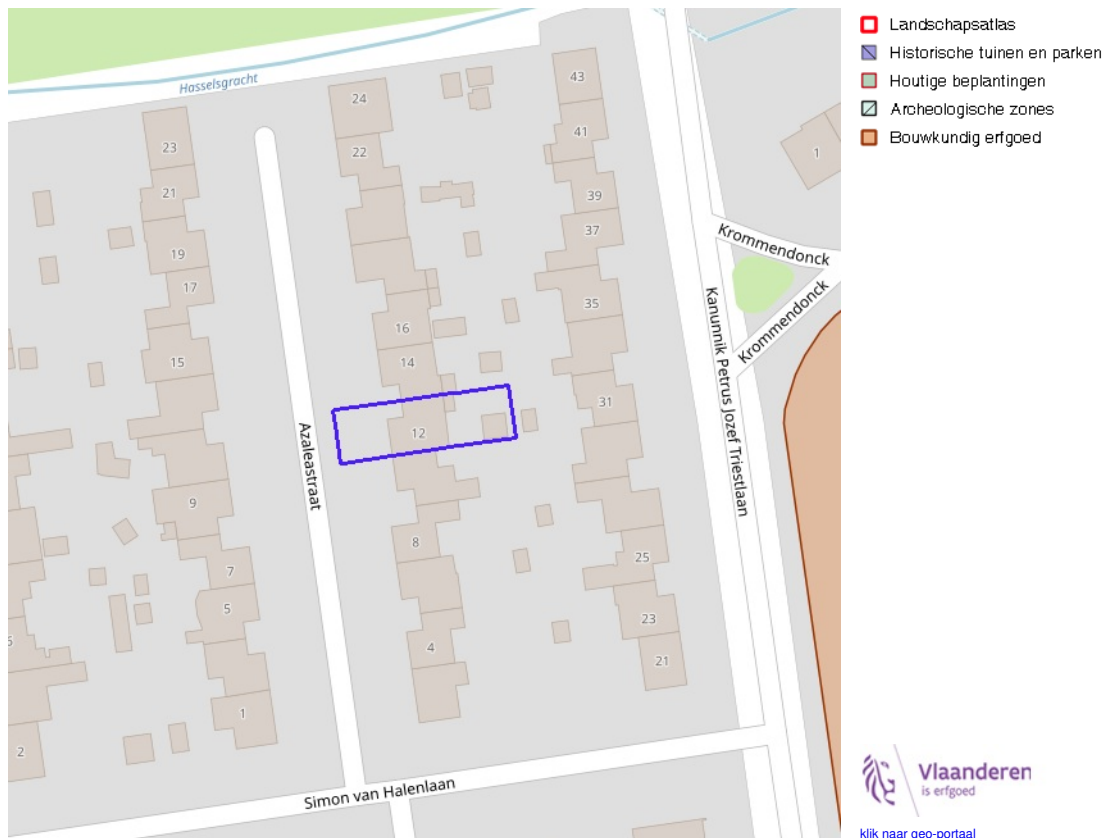 Hasselsgracht
24
43
23
22
41
1
21
39
37
19
Krommendonck
17
Krommendonck
35
16
15
14
Kanunnik Petrus Jozef Triestlaan
31
12
Azaleastraat
9
8
25
7
5
23
4
21
1
2
Simon van Halenlaan
Landschapsatlas
Historische tuinen en parken
Houtige beplantingen
Archeologische zones
Bouwkundig erfgoed
Vlaanderen
is erfgoed
klik naar geo-portaal